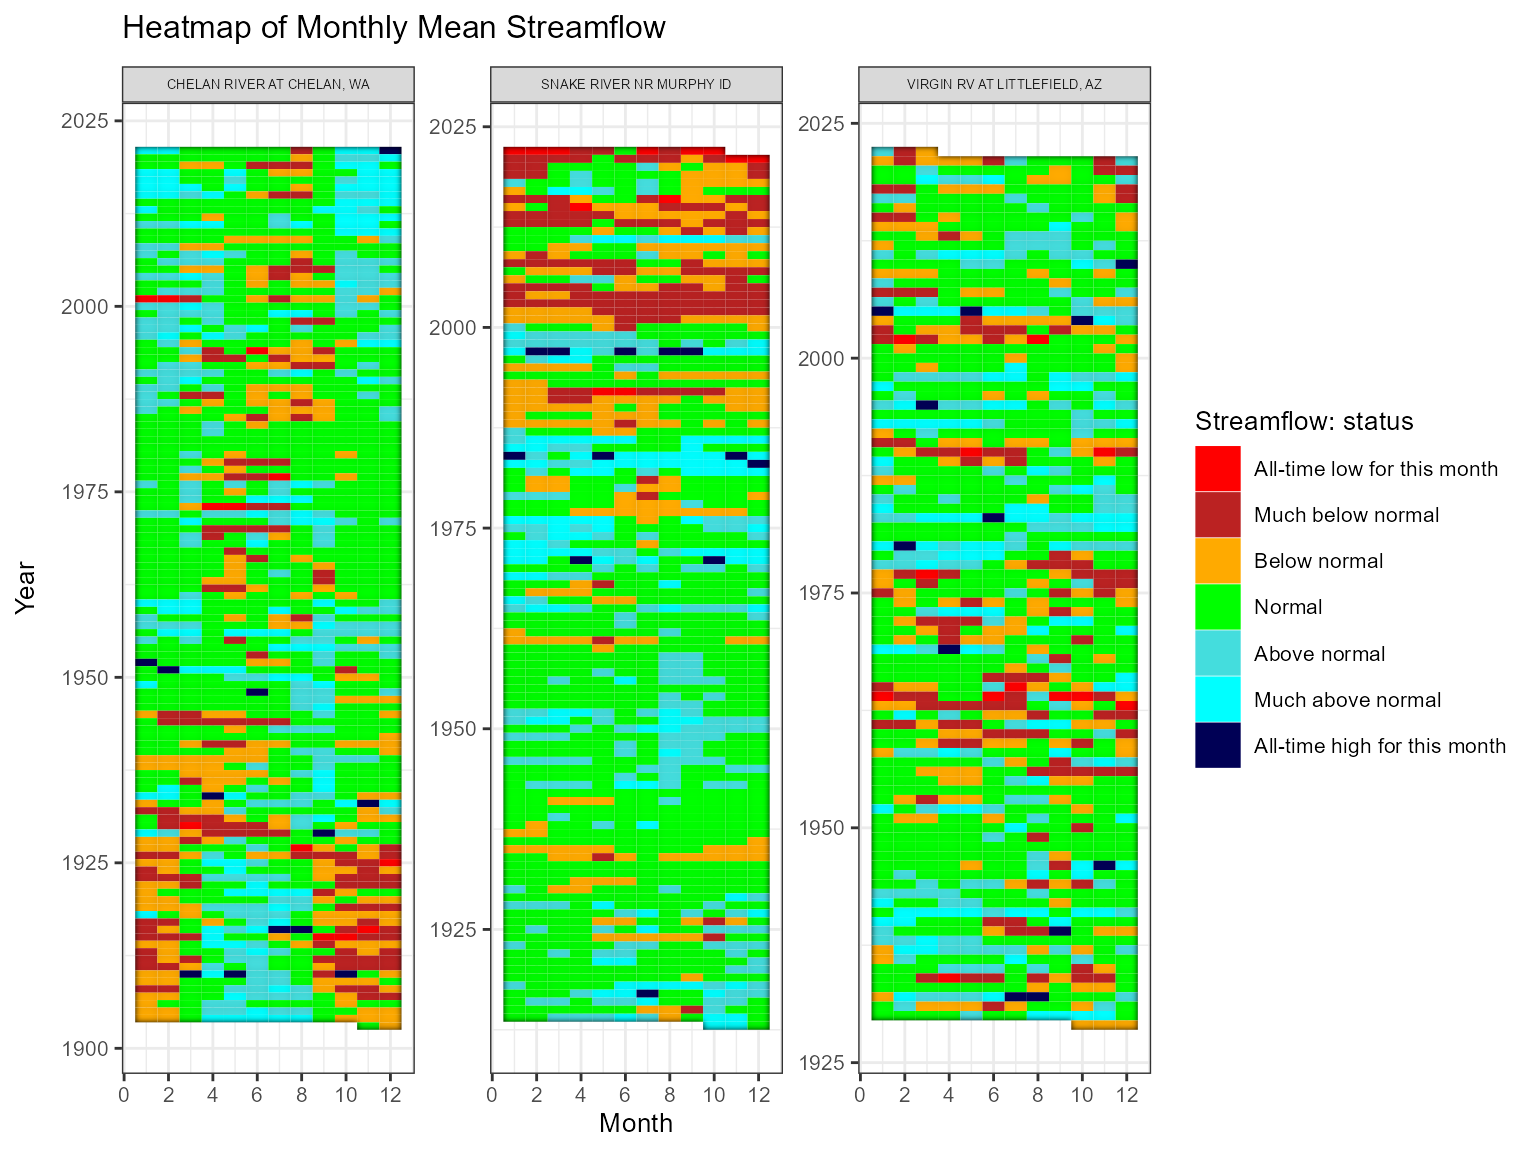 Heatmap of Monthly Mean Streamflow
CHELAN RIVER AT CHELAN, WA
SNAKE RIVER NR MURPHY ID
VIRGIN RV AT LITTLEFIELD, AZ
Year
2025
2000
1975
1950
1925
1900
2025
2000
1975
1950
1925
2025
2000
1975
1950
1925
0 2 4 6 8 10 12
0 2 4 6 8 10 12
0 2 4 6 8 10 12
Month
Streamflow: status
All-time low for this month
Much below normal
Below normal
Normal
Above normal
Much above normal
All-time high for this month